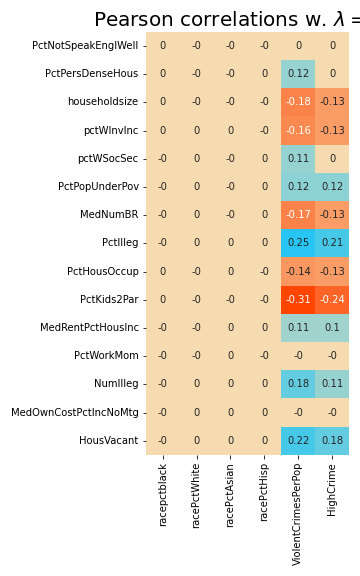 Pearson correlations w. λ =
PctNotSpeakEnglWell 0 -0 -0 -0 0 0
PctPersDenseHous -0 0 0 0 0.12 0
householdsize 0 -0 0 0 -0.18 -0.13
pctWInvInc 0 0 -0 0 -0.16 -0.13
pctWSocSec -0 0 0 0 0.11 0
PctPopUnderPov -0 0 0 0 0.12 0.12
MedNumBR -0 0 0 0 -0.17 -0.13
PctIlleg -0 0 0 0 0.25 0.21
PctHousOccup -0 0 -0 0 -0.14 -0.13
PctKids2Par -0 0 -0 0 -0.31 -0.24
MedRentPctHousInc -0 0 0 0 0.11 0.1
PctWorkMom 0 -0 0 -0 -0 -0
NumIlleg -0 0 -0 0 0.18 0.11
MedOwnCostPctIncNoMtg -0 0 0 0 -0 -0
HousVacant -0 0 0 0 0.22 0.18
racepctblack
racePctWhite
racePctAsian
racePctHisp
ViolentCrimesPerPop
HighCrime